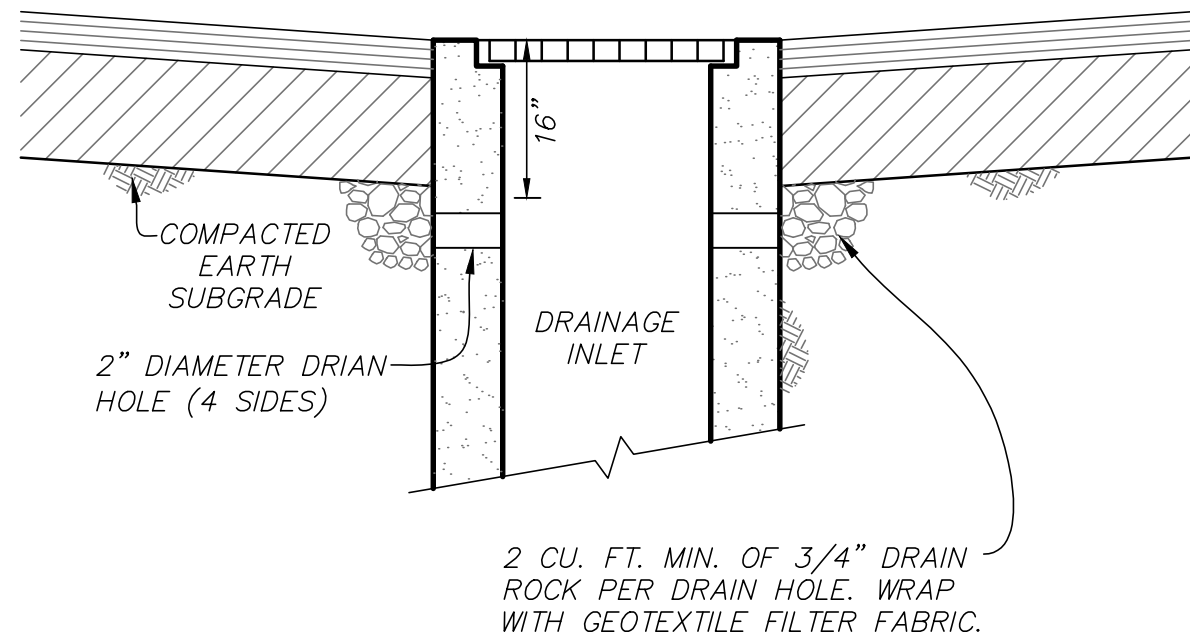 16”
COMPACTED
EARTH
SUBGRADE
2” DIAMETER DRIAN
HOLE (4 SIDES)
DRAINAGE
INLET
2 CU. FT. MIN. OF 3/4” DRAIN
ROCK PER DRAIN HOLE. WRAP
WITH GEOTEXTILE FILTER FABRIC.